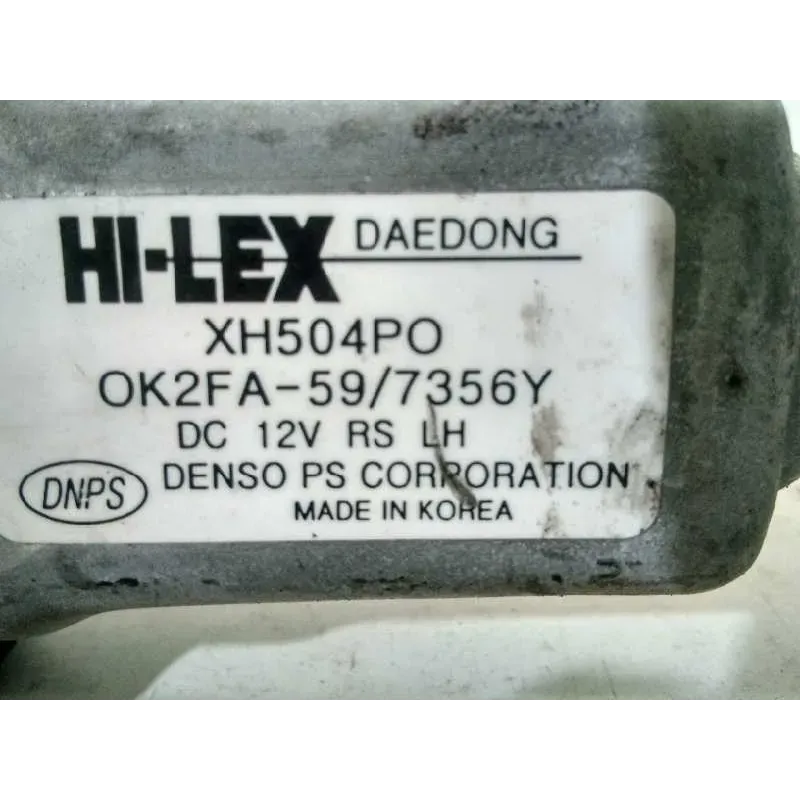 HI-LEX DAEDONG
XH504PO
OK2FA-59/7356Y
DC 12V RS LH
DNPS DENSO PS CORPORATION
MADE IN KOREA